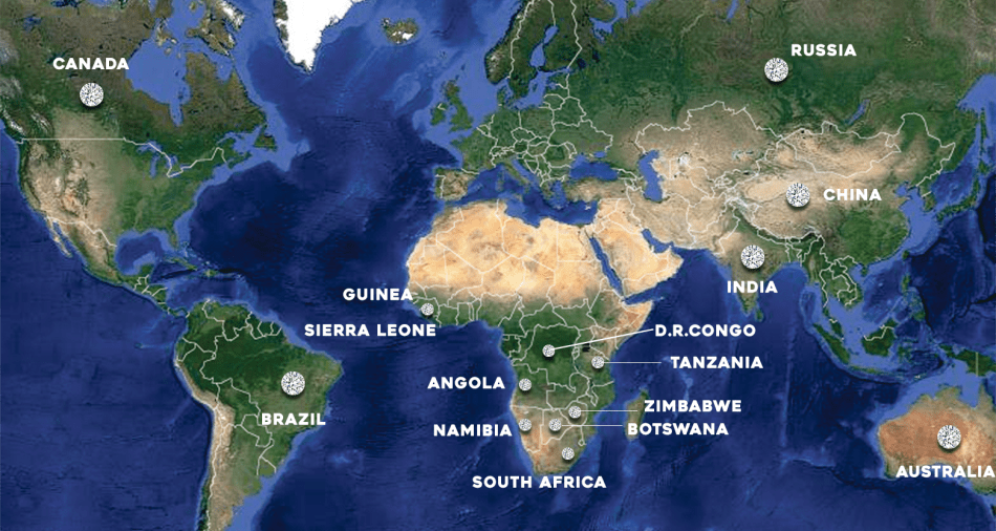 CANADA
RUSSIA
CHINA
INDIA
GUINEA
SIERRA LEONE
D.R.CONGO
TANZANIA
ANGOLA
ZIMBABWE
BRAZIL
NAMIBIA
BOTSWANA
AUSTRALIA
SOUTH AFRICA